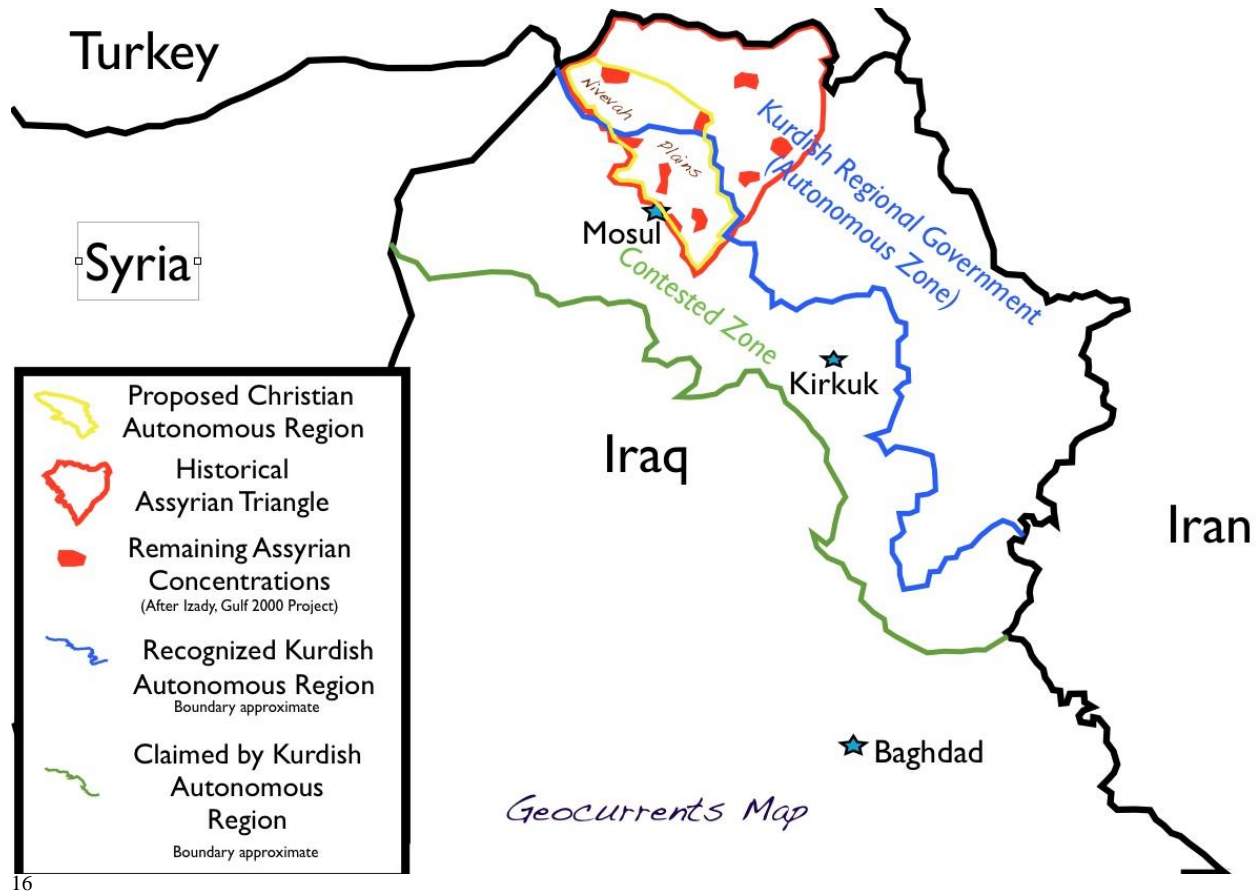 Turkey
Nivevah
Plains
Kurdish Regional Government
(Autonomous Zone)
Syria
Mosul
Contested Zone
Kirkuk
Iraq
Iran
Baghdad
Proposed Christian
Autonomous Region
Historical
Assyrian Triangle
Remaining Assyrian
Concentrations
(After Izady, Gulf 2000 Project)
Recognized Kurdish
Autonomous Region
Boundary approximate
Claimed by Kurdish
Autonomous
Region
Boundary approximate
Geocurrents Map
16